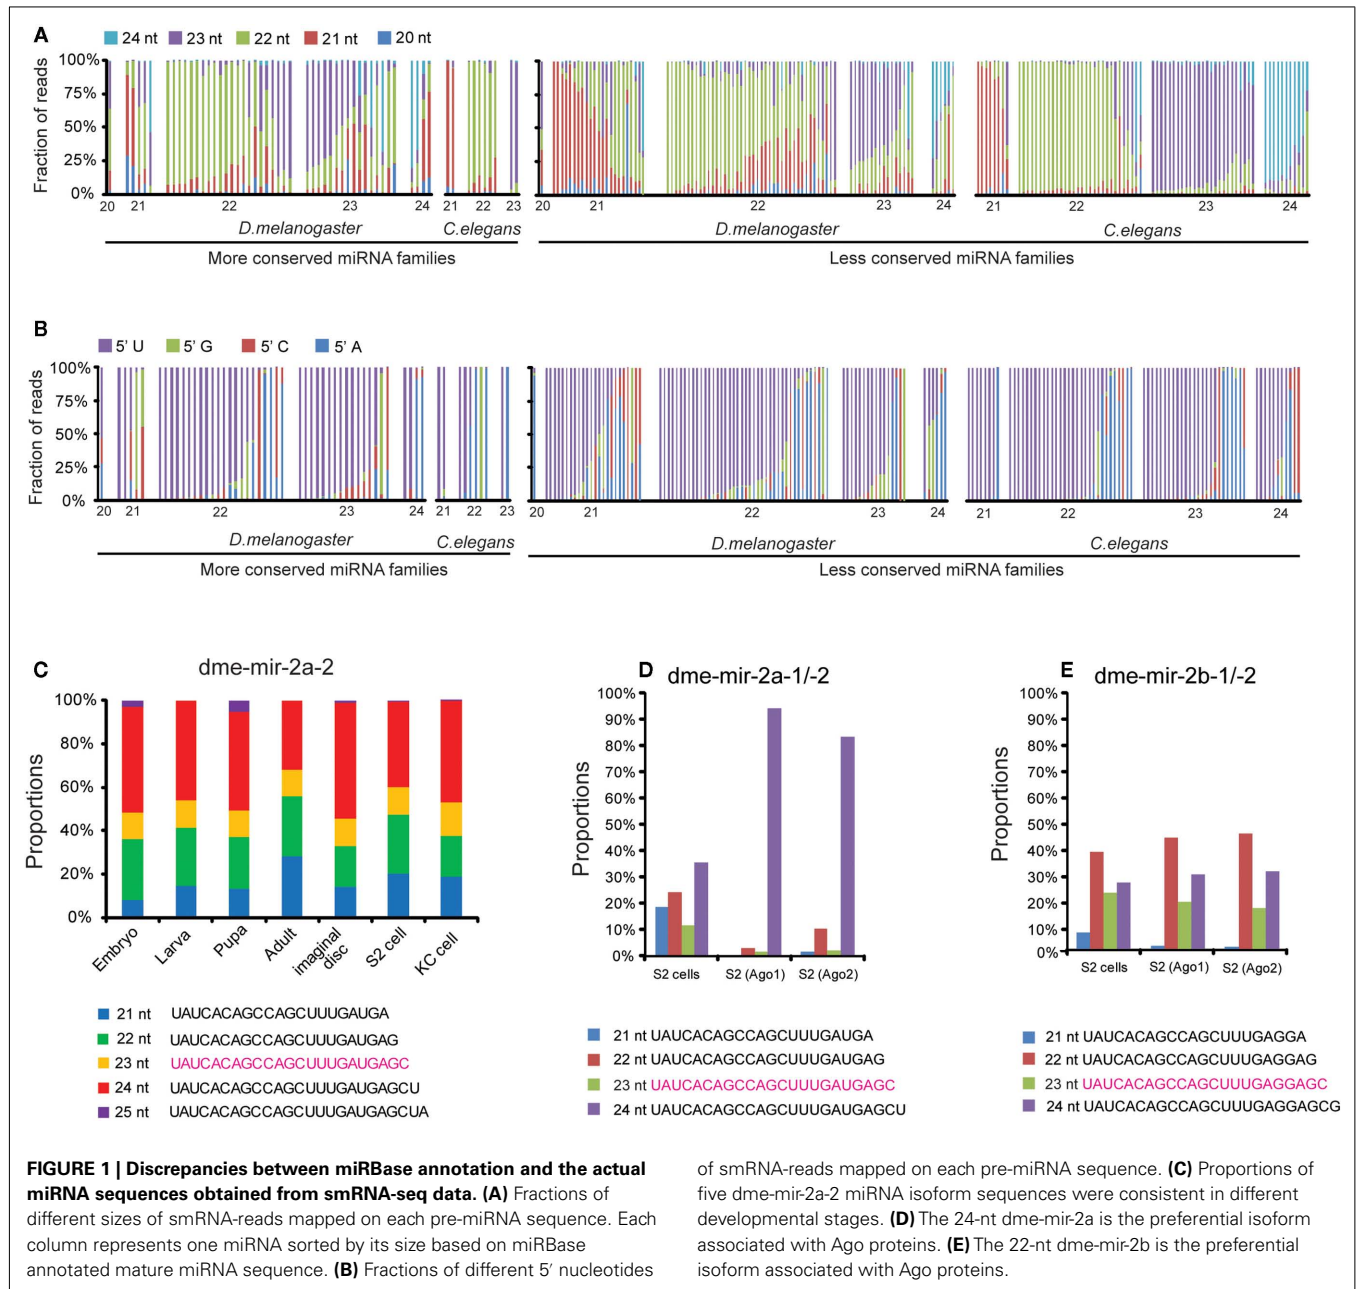 A
24 nt 23 nt 22 nt 21 nt 20 nt
Fraction of reads
100%
75%
50%
25%
0%
20 21 22 23 24 21 22 23 20 21 22 23 24 21 22 23 24
D.melanogaster C.elegans D.melanogaster C.elegans
More conserved miRNA families Less conserved miRNA families
B
5' U 5' G 5' C 5' A
Fraction of reads
100%
75%
50%
25%
0%
20 21 22 23 24 21 22 23 20 21 22 23 24 21 22 23 24
D.melanogaster C.elegans D.melanogaster C.elegans
More conserved miRNA families Less conserved miRNA families
C
dme-mir-2a-2
Proportions
100%
80%
60%
40%
20%
0%
Embryo
Larva
Pupa
Adult
imaginal
disc
S2 cell
KC cell
21 nt UAUCACAGCCAGCUUUGAUGA
22 nt UAUCACAGCCAGCUUUGAUGAG
23 nt UAUCACAGCCAGCUUUGAUGAGC
24 nt UAUCACAGCCAGCUUUGAUGAGCU
25 nt UAUCACAGCCAGCUUUGAUGAGCUA
D
dme-mir-2a-1/-2
Proportions
100%
90%
80%
70%
60%
50%
40%
30%
20%
10%
0%
S2 cells S2 (Ago1) S2 (Ago2)
21 nt UAUCACAGCCAGCUUUGAUGA
22 nt UAUCACAGCCAGCUUUGAUGAG
23 nt UAUCACAGCCAGCUUUGAUGAGC
24 nt UAUCACAGCCAGCUUUGAUGAGCU
E
dme-mir-2b-1/-2
Proportions
100%
90%
80%
70%
60%
50%
40%
30%
20%
10%
0%
S2 cells S2 (Ago1) S2 (Ago2)
21 nt UAUCACAGCCAGCUUUGAGGA
22 nt UAUCACAGCCAGCUUUGAGGAG
23 nt UAUCACAGCCAGCUUUGAGGAGC
24 nt UAUCACAGCCAGCUUUGAGGAGCG
FIGURE 1 | Discrepancies between miRBase annotation and the actual
miRNA sequences obtained from smRNA-seq data. (A) Fractions of
different sizes of smRNA-reads mapped on each pre-miRNA sequence. Each
column represents one miRNA sorted by its size based on miRBase
annotated mature miRNA sequence. (B) Fractions of different 5′ nucleotides
of smRNA-reads mapped on each pre-miRNA sequence. (C) Proportions of
five dme-mir-2a-2 miRNA isoform sequences were consistent in different
developmental stages. (D) The 24-nt dme-mir-2a is the preferential isoform
associated with Ago proteins. (E) The 22-nt dme-mir-2b is the preferential
isoform associated with Ago proteins.